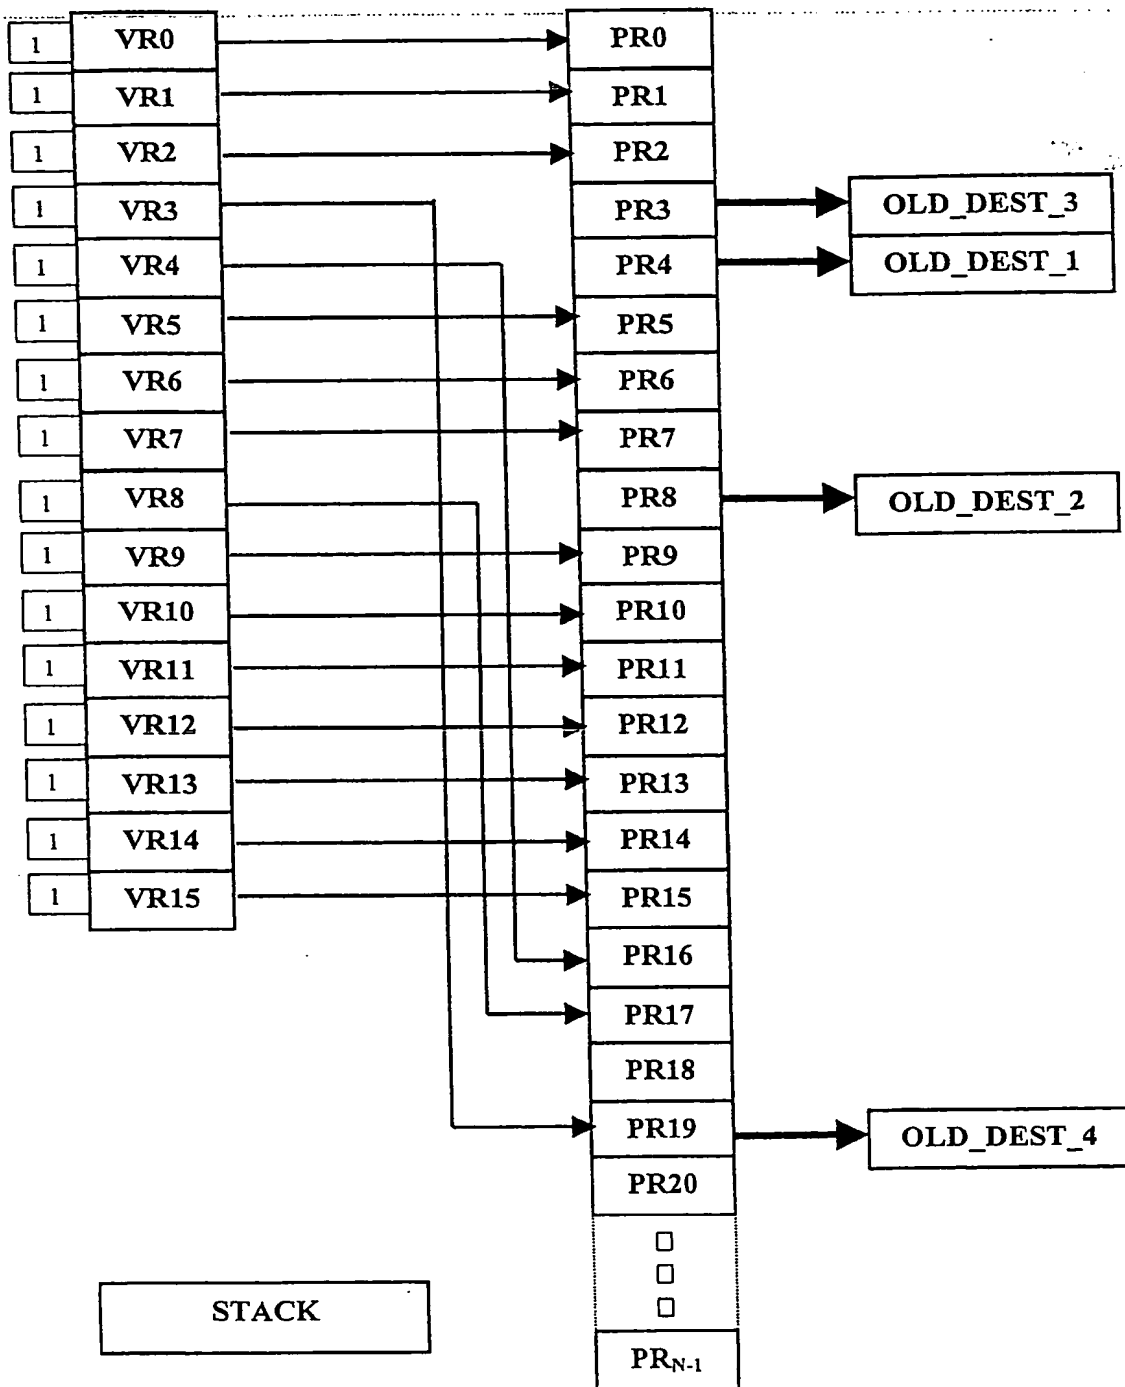 1 VR0 PR0
1 VR1 PR1
1 VR2 PR2
1 VR3 PR3 OLD_DEST_3
1 VR4 PR4 OLD_DEST_1
1 VR5 PR5
1 VR6 PR6
1 VR7 PR7
1 VR8 PR8 OLD_DEST_2
1 VR9 PR9
1 VR10 PR10
1 VR11 PR11
1 VR12 PR12
1 VR13 PR13
1 VR14 PR14
1 VR15 PR15
PR16
PR17
PR18
PR19 OLD_DEST_4
PR20
STACK
PRN-1